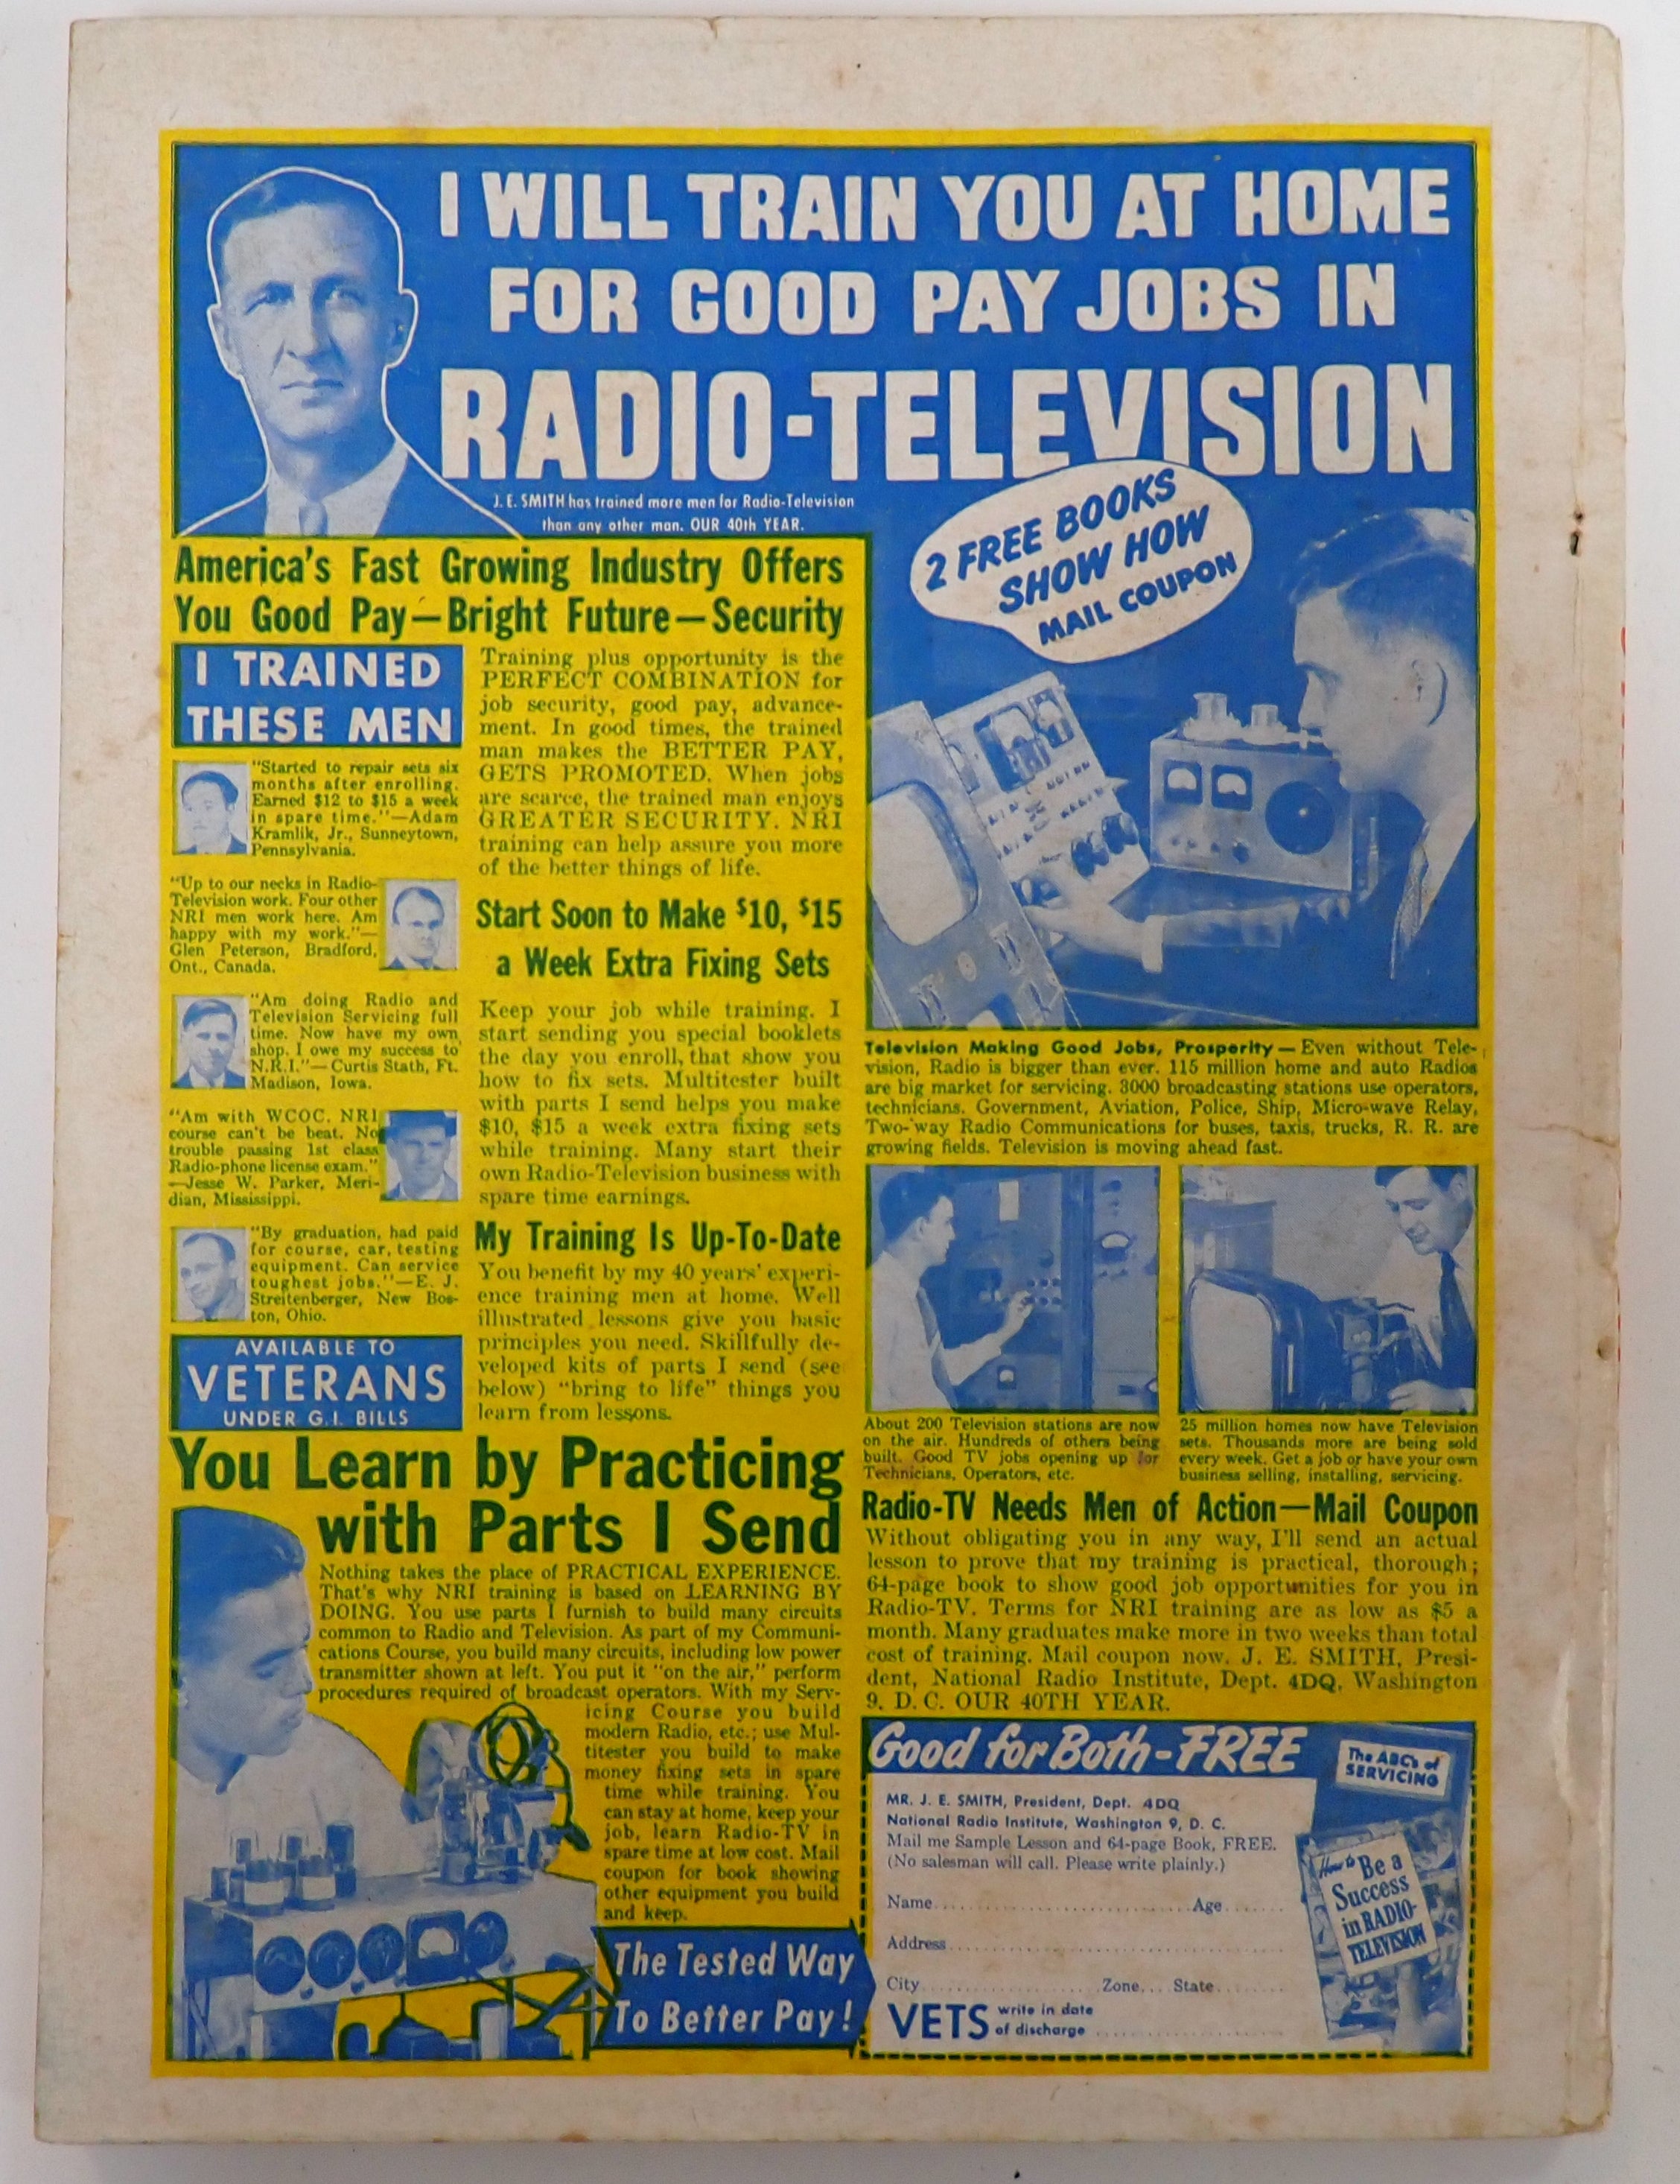 I WILL TRAIN YOU AT HOME
FOR GOOD PAY JOBS IN
RADIO-TELEVISION
J. E. SMITH has trained more men for Radio-Television
than any other man. OUR 40th YEAR.
2 FREE BOOKS
SHOW HOW
MAIL COUPON
America's Fast Growing Industry Offers
You Good Pay—Bright Future—Security
I TRAINED
THESE MEN
"Started to repair sets six
months after enrolling.
Earned $12 to $15 a week
in spare time."—Adam
Kramlik, Jr., Sunneytown,
Pennsylvania.
"Up to our necks in Radio-
Television work. Four other
NRI men work here. Am
happy with my work."—
Glen Peterson, Bradford,
Ont., Canada.
"Am doing Radio and
Television Servicing full
time. Now have my own
shop. I owe my success to
N.R.I."—Curtis Stath, Ft.
Madison, Iowa.
"Am with WCOC. NRI
course can't be beat. No
trouble passing 1st class
Radio-phone license exam."
—Jesse W. Parker, Meri-
dian, Mississippi.
"By graduation, had paid
for course, car, testing
equipment. Can service
toughest jobs."—E. J.
Streitenberger, New Bos-
ton, Ohio.
AVAILABLE TO
VETERANS
UNDER G.I. BILLS
Training plus opportunity is the
PERFECT COMBINATION for
job security, good pay, advance-
ment. In good times, the trained
man makes the BETTER PAY,
GETS PROMOTED. When jobs
are scarce, the trained man enjoys
GREATER SECURITY. NRI
training can help assure you more
of the better things of life.
Start Soon to Make $10, $15
a Week Extra Fixing Sets
Keep your job while training. I
start sending you special booklets
the day you enroll, that show you
how to fix sets. Multitester built
with parts I send helps you make
$10, $15 a week extra fixing sets
while training. Many start their
own Radio-Television business with
spare time earnings.
My Training Is Up-To-Date
You benefit by my 40 years' experi-
ence training men at home. Well
illustrated lessons give you basic
principles you need. Skillfully de-
veloped kits of parts I send (see
below) "bring to life" things you
learn from lessons.
Television Making Good Jobs, Prosperity—Even without Tele-
vision, Radio is bigger than ever. 115 million home and auto Radios
are big market for servicing. 3000 broadcasting stations use operators,
technicians. Government, Aviation, Police, Ship, Micro-wave Relay,
Two-way Radio Communications for buses, taxis, trucks, R. R. are
growing fields. Television is moving ahead fast.
About 200 Television stations are now
on the air. Hundreds of others being
built. Good TV jobs opening up for
Technicians, Operators, etc.
25 million homes now have Television
sets. Thousands more are being sold
every week. Get a job or have your own
business selling, installing, servicing.
You Learn by Practicing
with Parts I Send
Nothing takes the place of PRACTICAL EXPERIENCE.
That's why NRI training is based on LEARNING BY
DOING. You use parts I furnish to build many circuits
common to Radio and Television. As part of my Communi-
cations Course, you build many circuits, including low power
transmitter shown at left. You put it "on the air," perform
procedures required of broadcast operators. With my Serv-
icing Course you build
modern Radio, etc.; use Mul-
titester you build to make
money fixing sets in spare
time while training. You
can stay at home, keep your
job, learn Radio-TV in
spare time at low cost. Mail
coupon for book showing
other equipment you build
and keep.
The Tested Way
To Better Pay!
Radio-TV Needs Men of Action—Mail Coupon
Without obligating you in any way, I'll send an actual
lesson to prove that my training is practical, thorough;
64-page book to show good job opportunities for you in
Radio-TV. Terms for NRI training are as low as $5 a
month. Many graduates make more in two weeks than total
cost of training. Mail coupon now. J. E. SMITH, Presi-
dent, National Radio Institute, Dept. 4DQ, Washington
9, D. C. OUR 40TH YEAR.
Good for Both-FREE
MR. J. E. SMITH, President, Dept. 4DQ
National Radio Institute, Washington 9, D. C.
Mail me Sample Lesson and 64-page Book, FREE.
(No salesman will call. Please write plainly.)
Name Age
Address
City Zone State
VETS write in date
of discharge
The ABC's of
SERVICING
How to Be a
Success
in RADIO-
TELEVISION